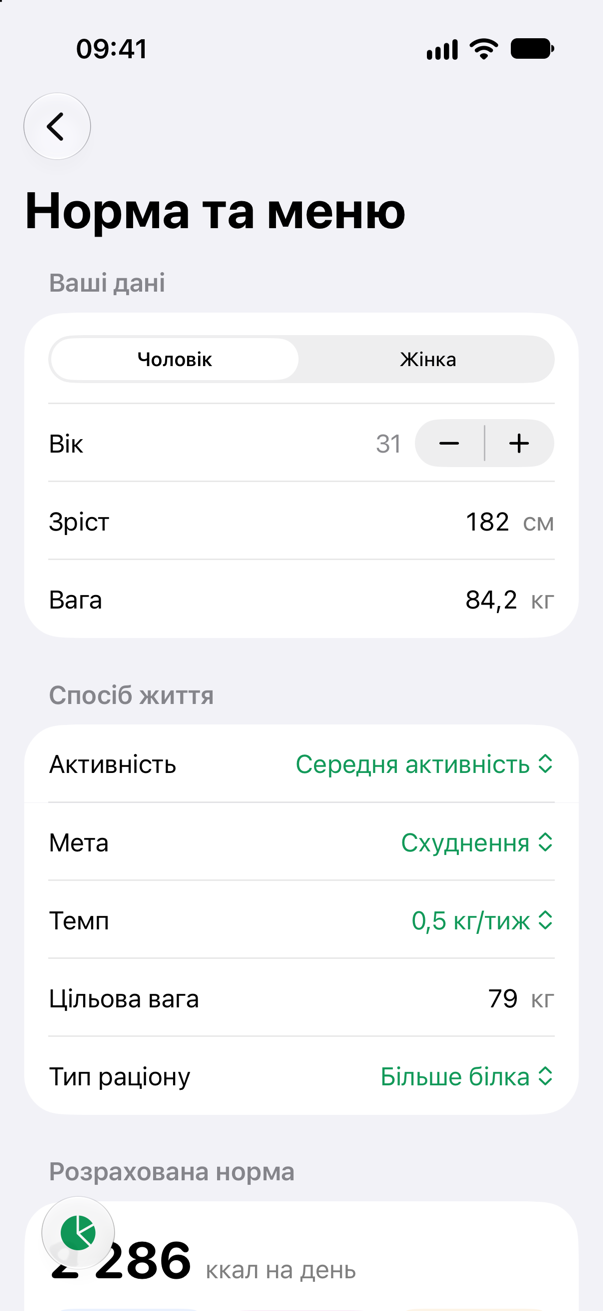 09:41
Норма та меню
Ваші дані
Чоловік Жінка
Вік 31
Зріст 182 см
Вага 84,2 кг
Спосіб життя
Активність Середня активність
Мета Схуднення
Темп 0,5 кг/тиж
Цільова вага 79 кг
Тип раціону Більше білка
Розрахована норма
2 286 ккал на день